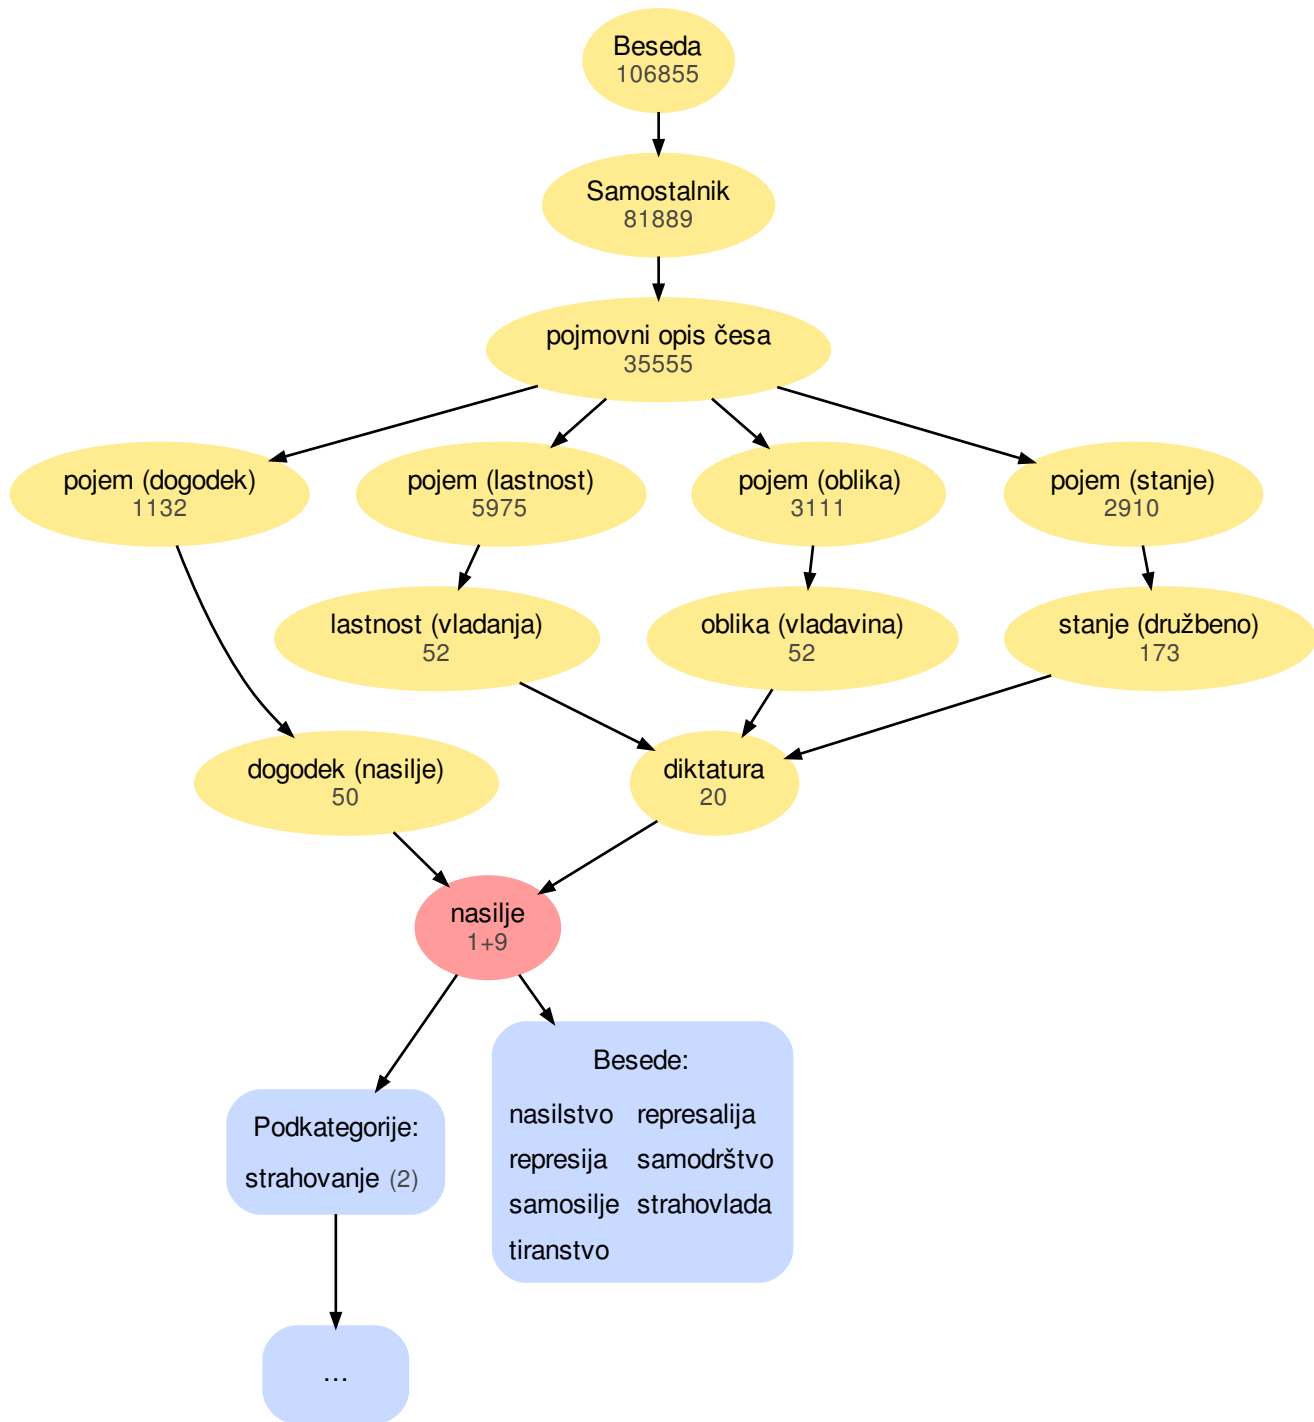 Beseda
106855
Samostalnik
81889
pojmovni opis česa
35555
pojem (dogodek)
1132
pojem (lastnost)
5975
pojem (oblika)
3111
pojem (stanje)
2910
lastnost (vladanja)
52
oblika (vladavina)
52
stanje (družbeno)
173
dogodek (nasilje)
50
diktatura
20
nasilje
1+9
Besede:
nasilstvo represalija
represija samodrštvo
samosilje strahovlada
tiranstvo
Podkategorije:
strahovanje (2)
…